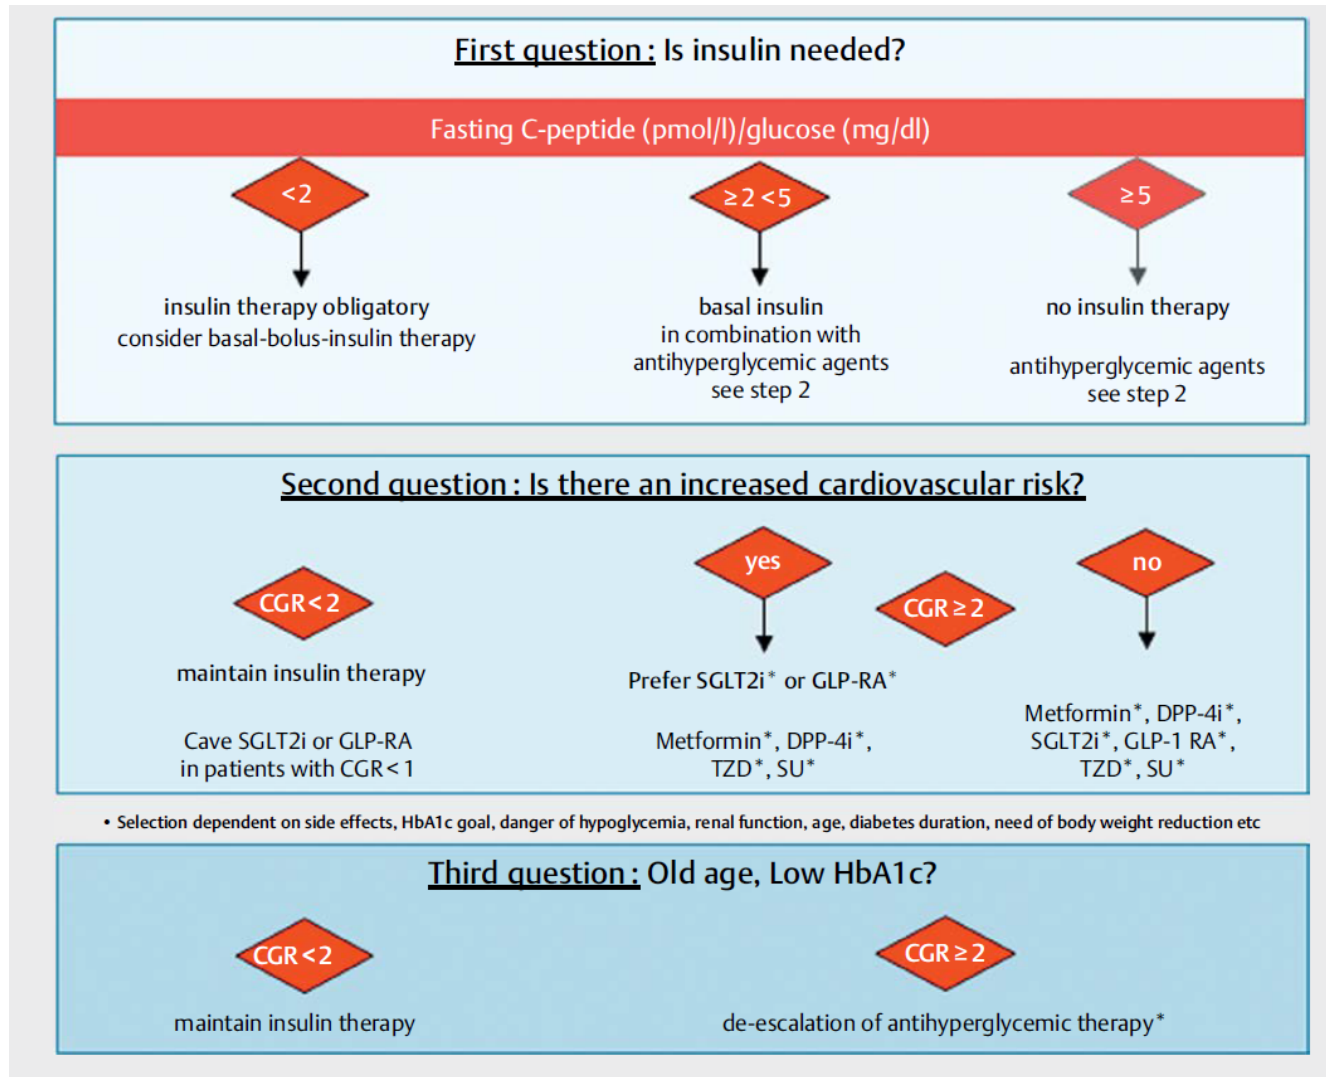 First question: Is insulin needed?
Fasting C-peptide (pmol/l)/glucose (mg/dl)
<2
≥2 <5
≥5
insulin therapy obligatory
consider basal-bolus-insulin therapy
basal insulin
in combination with
antihyperglycemic agents
see step 2
no insulin therapy
antihyperglycemic agents
see step 2
Second question: Is there an increased cardiovascular risk?
CGR<2
maintain insulin therapy
Cave SGLT2i or GLP-RA
in patients with CGR<1
yes
Prefer SGLT2i* or GLP-RA*
Metformin*, DPP-4i*,
TZD*, SU*
CGR≥2
no
Metformin*, DPP-4i*,
SGLT2i*, GLP-1 RA*,
TZD*, SU*
• Selection dependent on side effects, HbA1c goal, danger of hypoglycemia, renal function, age, diabetes duration, need of body weight reduction etc
Third question: Old age, Low HbA1c?
CGR<2
maintain insulin therapy
CGR≥2
de-escalation of antihyperglycemic therapy*